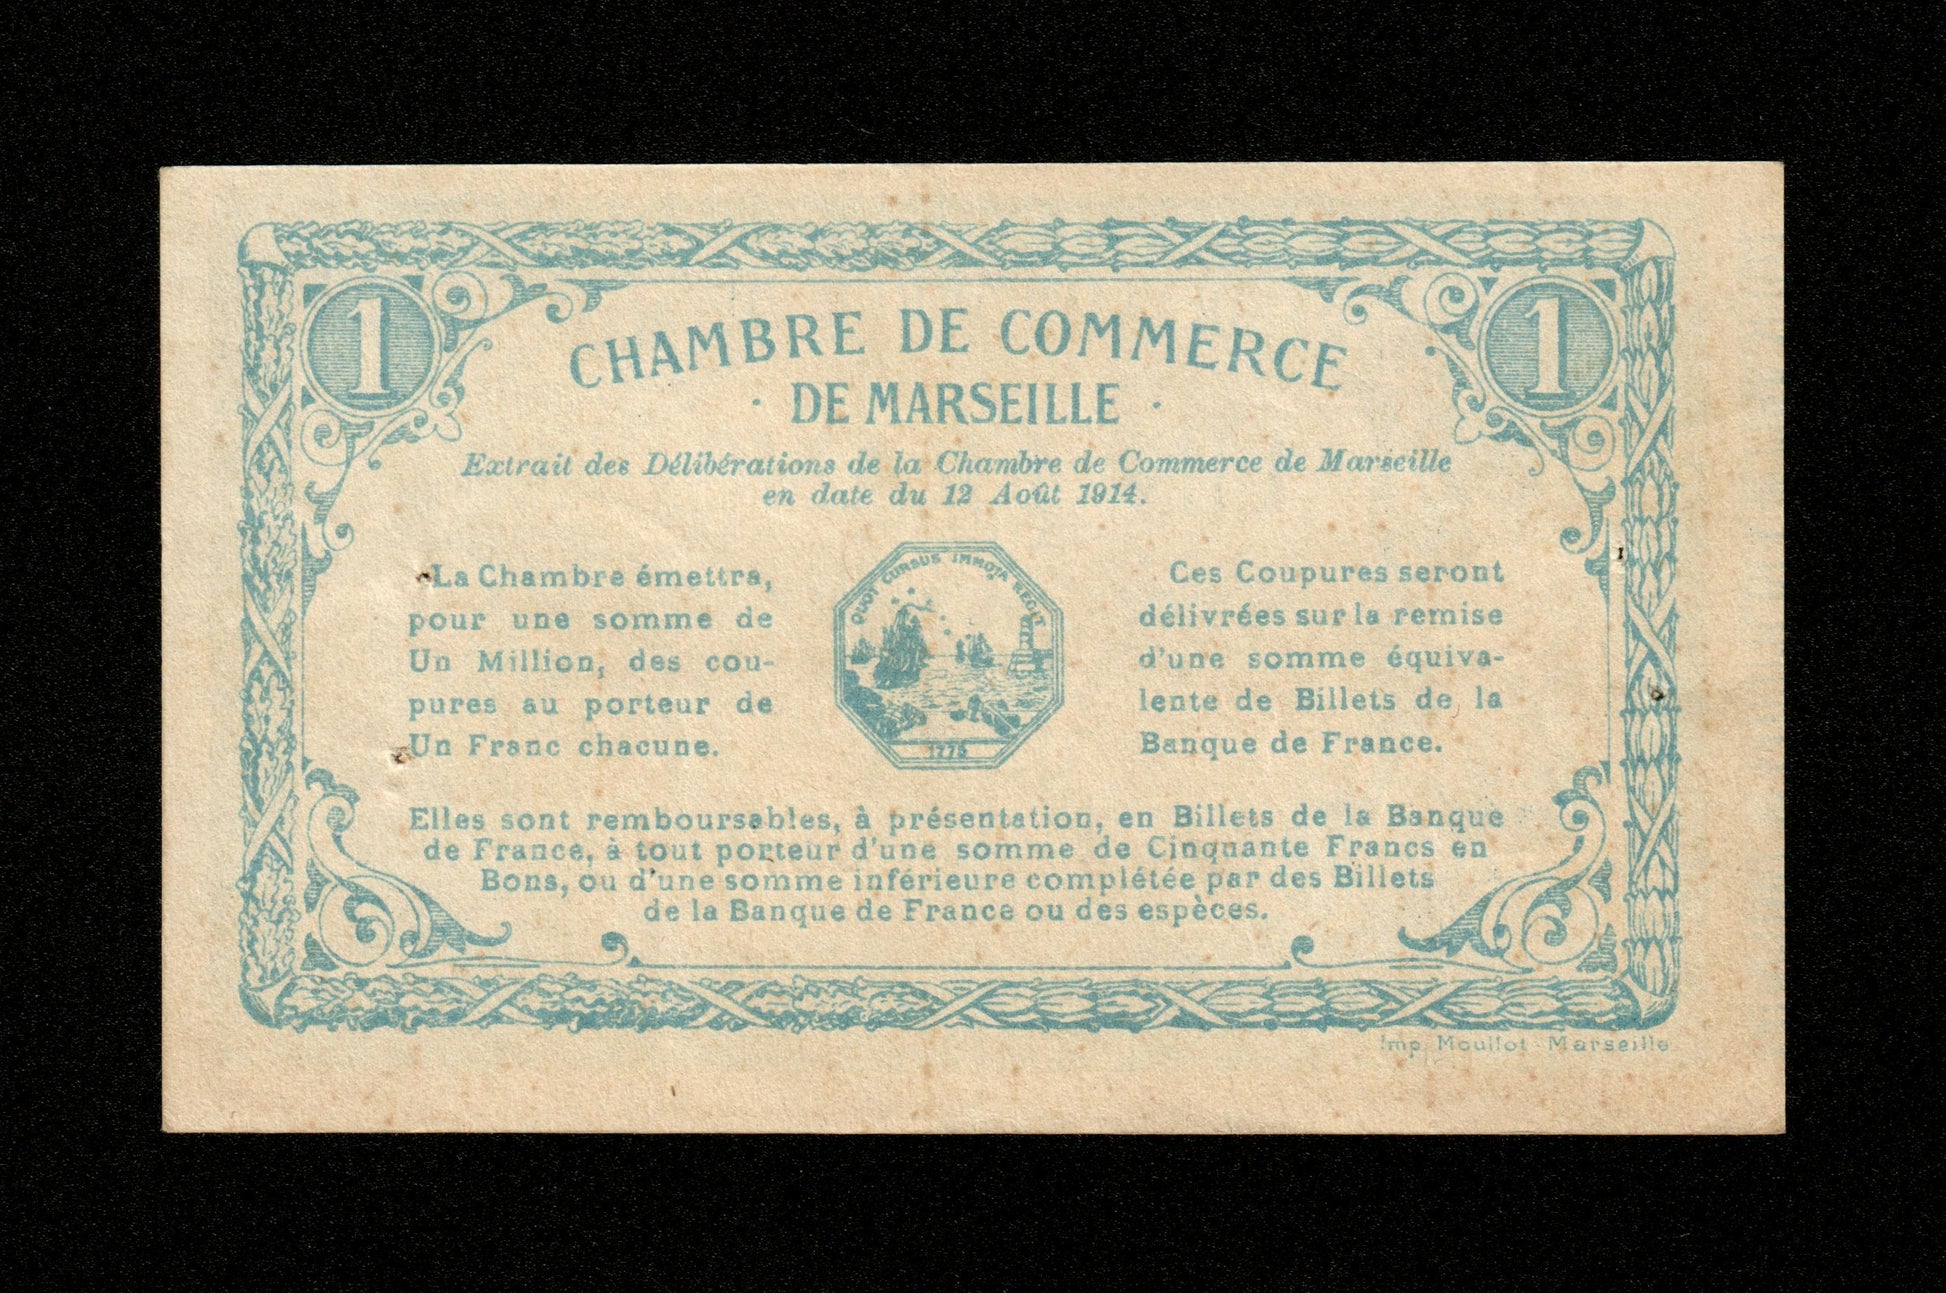 1
1
CHAMBRE DE COMMERCE
· DE MARSEILLE ·
Extrait des Délibérations de la Chambre de Commerce de Marseille
en date du 12 Août 1914.
La Chambre émettra,
pour une somme de
Un Million, des cou-
pures au porteur de
Un Franc chacune.
QUOT CURSUS IMMOTA REGIT
1775
Ces Coupures seront
délivrées sur la remise
d'une somme équiva-
lente de Billets de la
Banque de France.
Elles sont remboursables, à présentation, en Billets de la Banque
de France, à tout porteur d'une somme de Cinquante Francs en
Bons, ou d'une somme inférieure complétée par des Billets
de la Banque de France ou des espèces.
Imp. Moullot Marseille